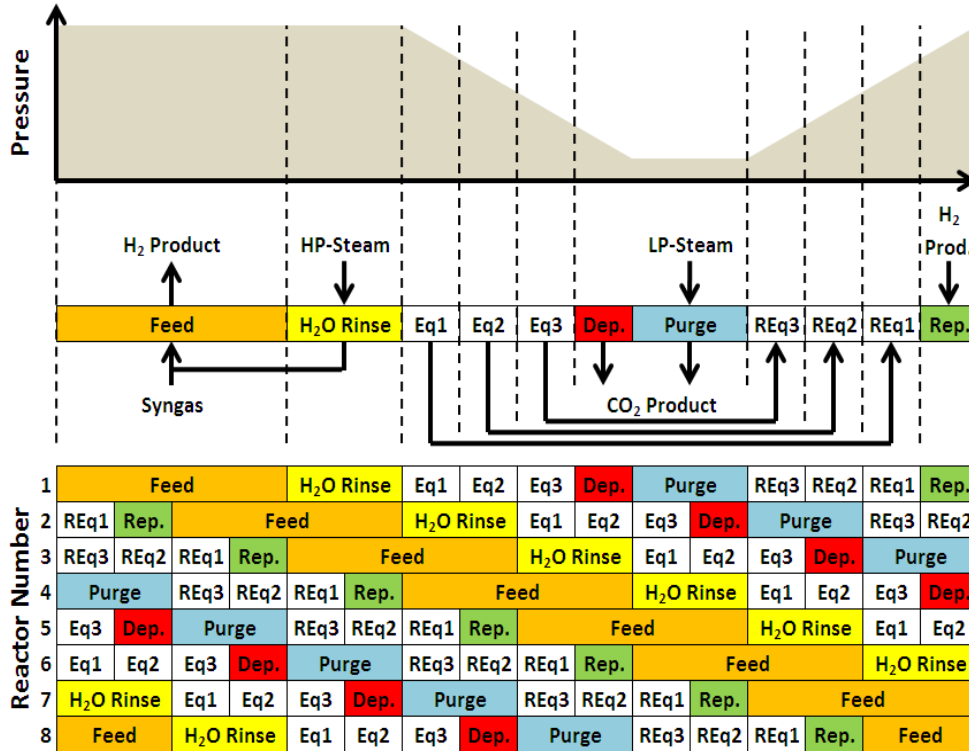 Pressure
H₂ Product HP-Steam LP-Steam H₂ Prod.
Feed H₂O Rinse Eq1 Eq2 Eq3 Dep. Purge REq3 REq2 REq1 Rep.
Syngas CO₂ Product
Reactor Number
1 Feed H₂O Rinse Eq1 Eq2 Eq3 Dep. Purge REq3 REq2 REq1 Rep.
2 REq1 Rep. Feed H₂O Rinse Eq1 Eq2 Eq3 Dep. Purge REq3 REq2
3 REq3 REq2 REq1 Rep. Feed H₂O Rinse Eq1 Eq2 Eq3 Dep. Purge
4 Purge REq3 REq2 REq1 Rep. Feed H₂O Rinse Eq1 Eq2 Eq3 Dep.
5 Eq3 Dep. Purge REq3 REq2 REq1 Rep. Feed H₂O Rinse Eq1 Eq2
6 Eq1 Eq2 Eq3 Dep. Purge REq3 REq2 REq1 Rep. Feed H₂O Rinse
7 H₂O Rinse Eq1 Eq2 Eq3 Dep. Purge REq3 REq2 REq1 Rep. Feed
8 Feed H₂O Rinse Eq1 Eq2 Eq3 Dep. Purge REq3 REq2 REq1 Rep. Feed